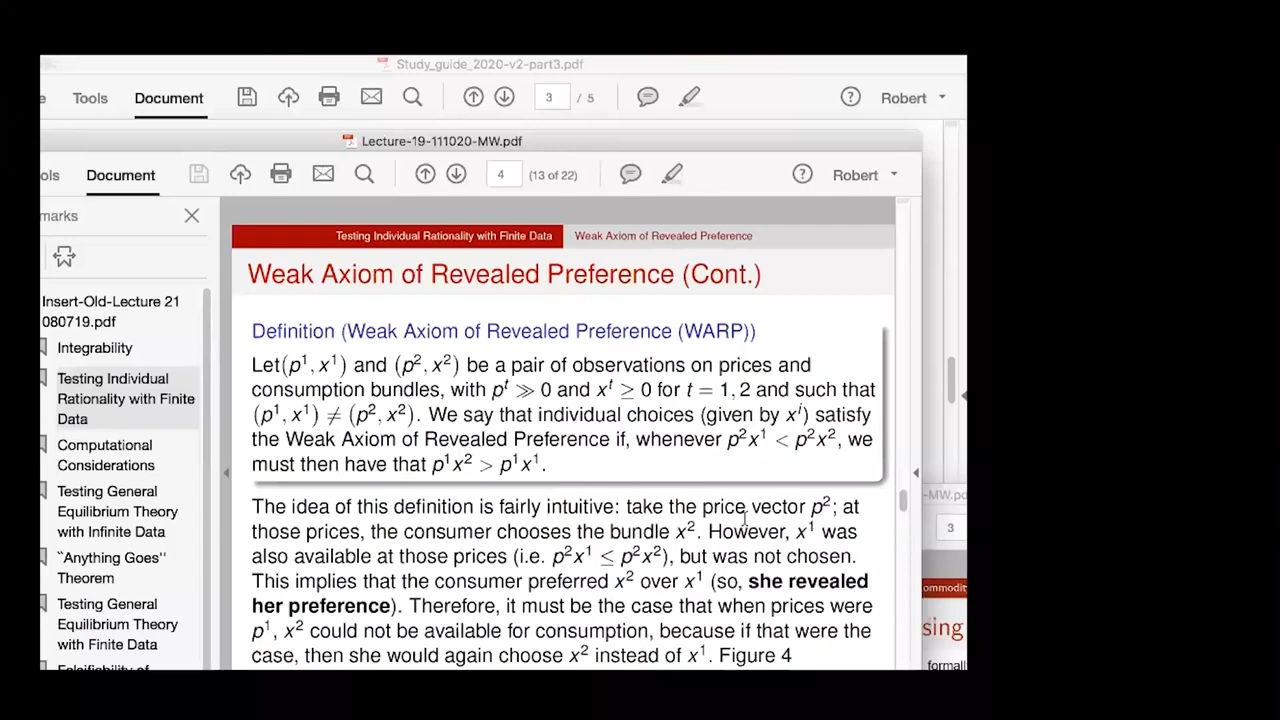 Study_guide_2020-v2-part3.pdf
e Tools Document 3 / 5 Robert
Lecture-19-111020-MW.pdf
ols Document 4 (13 of 22) Robert
marks
Insert-Old-Lecture 21
080719.pdf
Integrability
Testing Individual
Rationality with Finite
Data
Computational
Considerations
Testing General
Equilibrium Theory
with Infinite Data
``Anything Goes''
Theorem
Testing General
Equilibrium Theory
with Finite Data
Falsifiability of
Testing Individual Rationality with Finite Data Weak Axiom of Revealed Preference
Weak Axiom of Revealed Preference (Cont.)
Definition (Weak Axiom of Revealed Preference (WARP))
Let(p¹, x¹) and (p², x²) be a pair of observations on prices and
consumption bundles, with pᵗ ≫ 0 and xᵗ ≥ 0 for t = 1, 2 and such that
(p¹, x¹) ≠ (p², x²). We say that individual choices (given by xⁱ) satisfy
the Weak Axiom of Revealed Preference if, whenever p²x¹ < p²x², we
must then have that p¹x² > p¹x¹.
The idea of this definition is fairly intuitive: take the price vector p²; at
those prices, the consumer chooses the bundle x². However, x¹ was
also available at those prices (i.e. p²x¹ ≤ p²x²), but was not chosen.
This implies that the consumer preferred x² over x¹ (so, she revealed
her preference). Therefore, it must be the case that when prices were
p¹, x² could not be available for consumption, because if that were the
case, then she would again choose x² instead of x¹. Figure 4
-MW.pd
3
ommodit
sing
formall